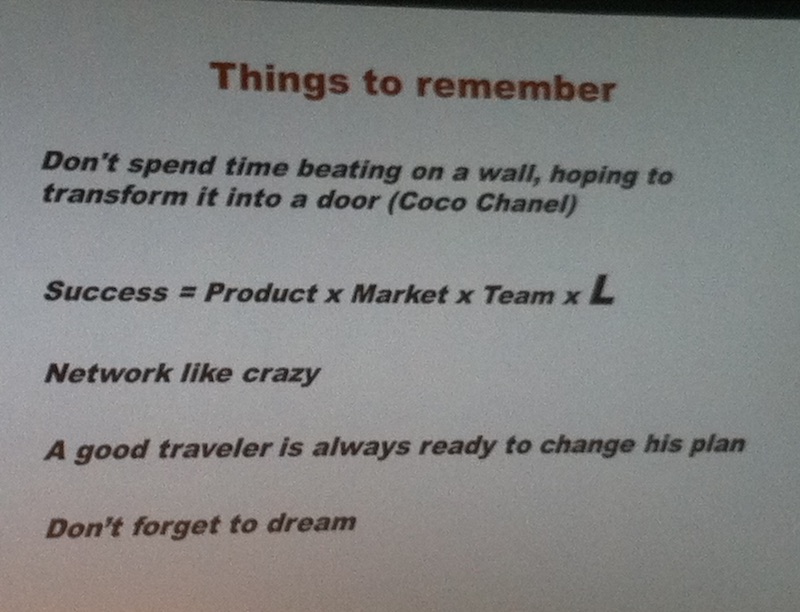 Things to remember
Don't spend time beating on a wall, hoping to
transform it into a door (Coco Chanel)
Success = Product x Market x Team x L
Network like crazy
A good traveler is always ready to change his plan
Don't forget to dream